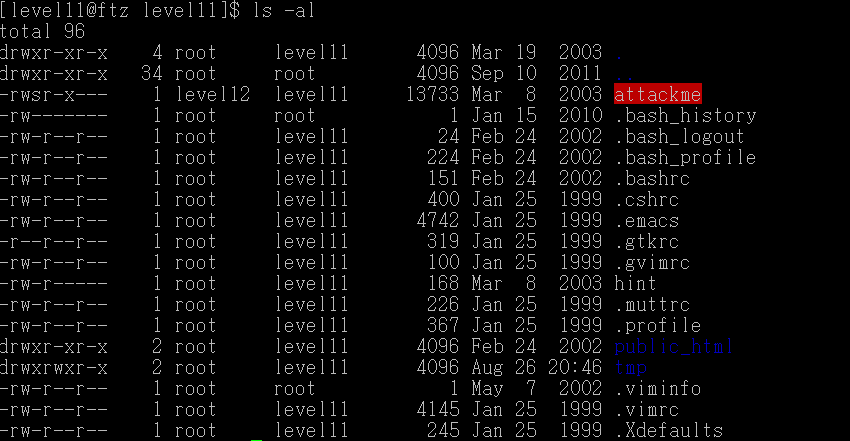 [level11@ftz level11]$ ls -al
total 96
drwxr-xr-x 4 root level11 4096 Mar 19 2003 .
drwxr-xr-x 34 root root 4096 Sep 10 2011 ..
-rwsr-x--- 1 level12 level11 13733 Mar 8 2003 attackme
-rw------- 1 root root 1 Jan 15 2010 .bash_history
-rw-r--r-- 1 root level11 24 Feb 24 2002 .bash_logout
-rw-r--r-- 1 root level11 224 Feb 24 2002 .bash_profile
-rw-r--r-- 1 root level11 151 Feb 24 2002 .bashrc
-rw-r--r-- 1 root level11 400 Jan 25 1999 .cshrc
-rw-r--r-- 1 root level11 4742 Jan 25 1999 .emacs
-r--r--r-- 1 root level11 319 Jan 25 1999 .gtkrc
-rw-r--r-- 1 root level11 100 Jan 25 1999 .gvimrc
-rw-r----- 1 root level11 168 Mar 8 2003 hint
-rw-r--r-- 1 root level11 226 Jan 25 1999 .muttrc
-rw-r--r-- 1 root level11 367 Jan 25 1999 .profile
drwxr-xr-x 2 root level11 4096 Feb 24 2002 public_html
drwxrwxr-x 2 root level11 4096 Aug 26 20:46 tmp
-rw-r--r-- 1 root root 1 May 7 2002 .viminfo
-rw-r--r-- 1 root level11 4145 Jan 25 1999 .vimrc
-rw-r--r-- 1 root level11 245 Jan 25 1999 .Xdefaults